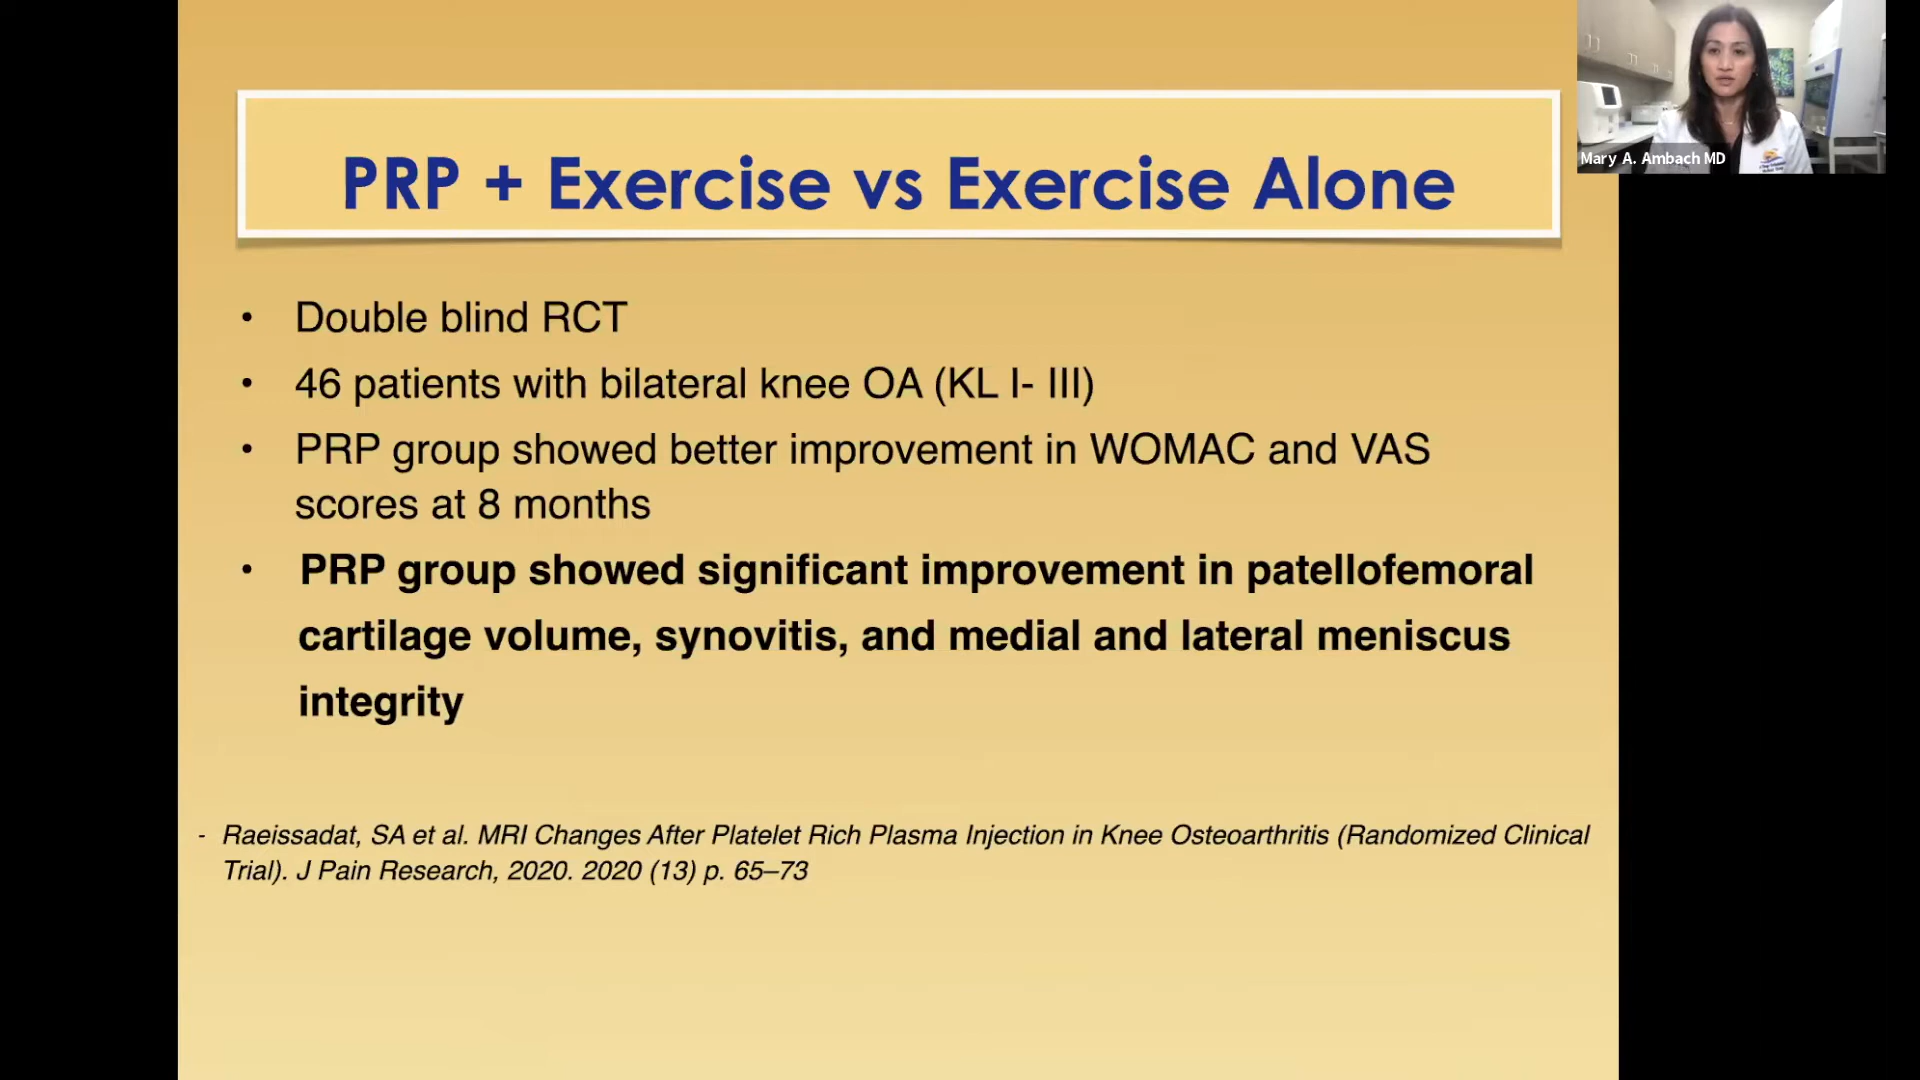 PRP + Exercise vs Exercise Alone
Mary A. Ambach MD
• Double blind RCT
• 46 patients with bilateral knee OA (KL I- III)
• PRP group showed better improvement in WOMAC and VAS
scores at 8 months
• PRP group showed significant improvement in patellofemoral
cartilage volume, synovitis, and medial and lateral meniscus
integrity
- Raeissadat, SA et al. MRI Changes After Platelet Rich Plasma Injection in Knee Osteoarthritis (Randomized Clinical
Trial). J Pain Research, 2020. 2020 (13) p. 65–73